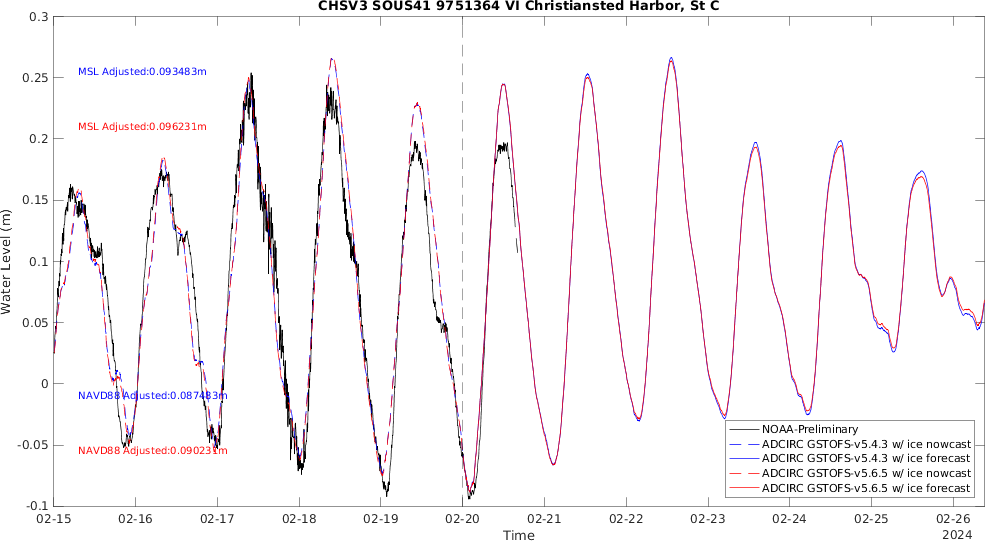 CHSV3 SOUS41 9751364 VI Christiansted Harbor, St C
0.3
0.25
0.2
0.15
0.1
0.05
0
-0.05
-0.1
Water Level (m)
MSL Adjusted:0.093483m
MSL Adjusted:0.096231m
NAVD88 Adjusted:0.087483m
NAVD88 Adjusted:0.090231m
NOAA-Preliminary
ADCIRC GSTOFS-v5.4.3 w/ ice nowcast
ADCIRC GSTOFS-v5.4.3 w/ ice forecast
ADCIRC GSTOFS-v5.6.5 w/ ice nowcast
ADCIRC GSTOFS-v5.6.5 w/ ice forecast
02-15 02-16 02-17 02-18 02-19 02-20 02-21 02-22 02-23 02-24 02-25 02-26
Time
2024